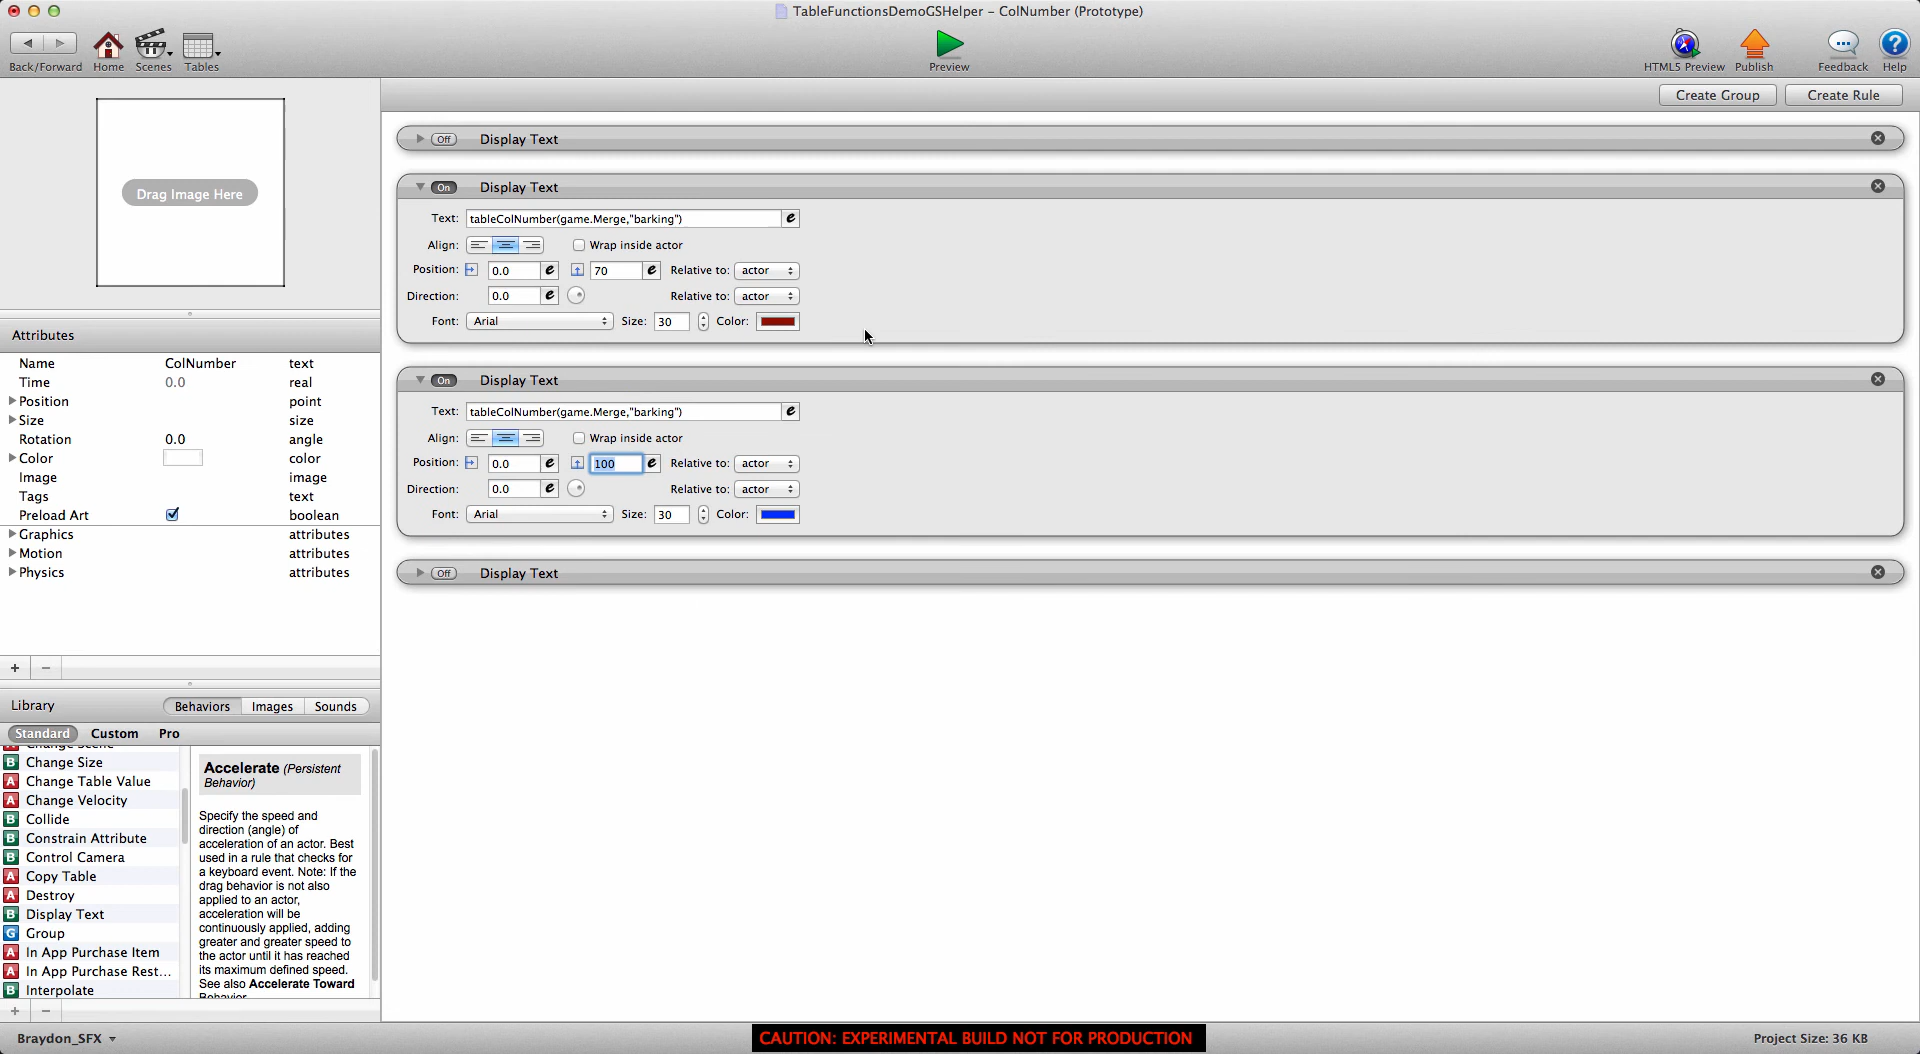 TableFunctionsDemoGSHelper – ColNumber (Prototype)
Back/Forward Home Scenes Tables Preview HTML5 Preview Publish Feedback Help
Create Group Create Rule
Drag Image Here
Attributes
Name ColNumber text
Time 0.0 real
Position point
Size size
Rotation 0.0 angle
Color color
Image image
Tags text
Preload Art boolean
Graphics attributes
Motion attributes
Physics attributes
+ −
Library Behaviors Images Sounds
Standard Custom Pro
Change Scene
B Change Size
A Change Table Value
A Change Velocity
B Collide
B Constrain Attribute
B Control Camera
A Copy Table
A Destroy
B Display Text
G Group
A In App Purchase Item
A In App Purchase Rest...
B Interpolate
Accelerate (Persistent
Behavior)
Specify the speed and
direction (angle) of
acceleration of an actor. Best
used in a rule that checks for
a keyboard event. Note: If the
drag behavior is not also
applied to an actor,
acceleration will be
continuously applied, adding
greater and greater speed to
the actor until it has reached
its maximum defined speed.
See also Accelerate Toward
Behavior
+ −
Off Display Text
On Display Text
Text: tableColNumber(game.Merge,"barking") e
Align: Wrap inside actor
Position: 0.0 e 70 e Relative to: actor
Direction: 0.0 e Relative to: actor
Font: Arial Size: 30 Color:
On Display Text
Text: tableColNumber(game.Merge,"barking") e
Align: Wrap inside actor
Position: 0.0 e 100 e Relative to: actor
Direction: 0.0 e Relative to: actor
Font: Arial Size: 30 Color:
Off Display Text
Braydon_SFX
CAUTION: EXPERIMENTAL BUILD NOT FOR PRODUCTION
Project Size: 36 KB